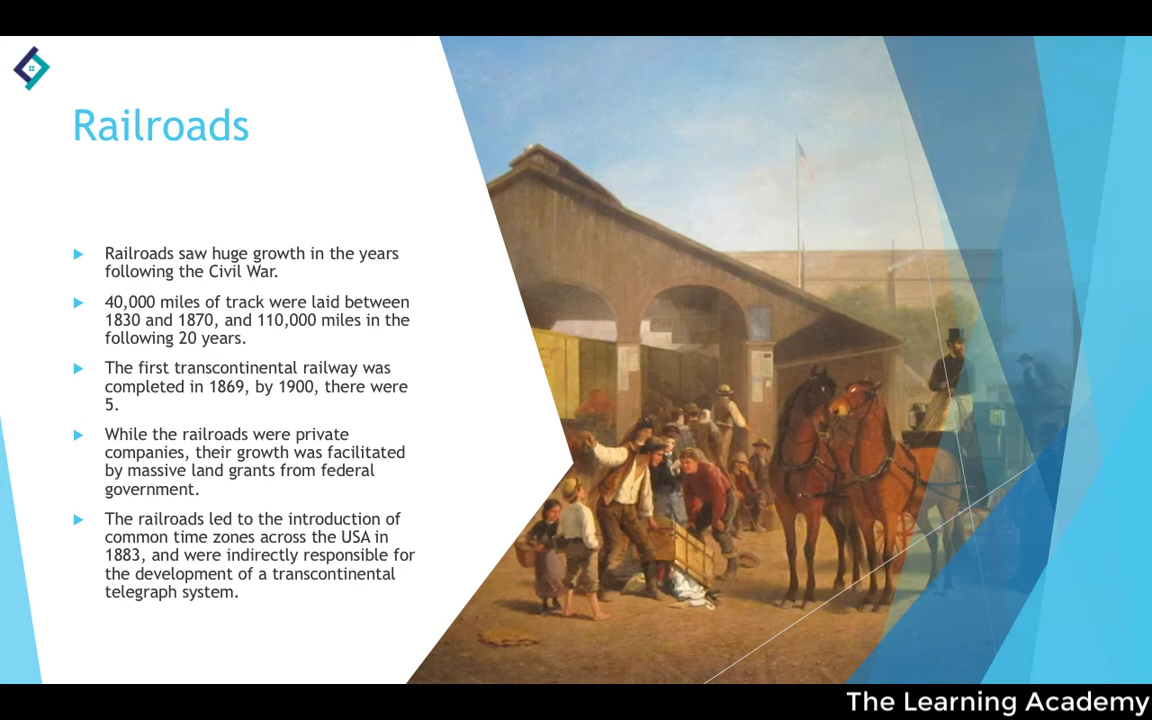 Railroads
Railroads saw huge growth in the years
following the Civil War.
40,000 miles of track were laid between
1830 and 1870, and 110,000 miles in the
following 20 years.
The first transcontinental railway was
completed in 1869, by 1900, there were
5.
While the railroads were private
companies, their growth was facilitated
by massive land grants from federal
government.
The railroads led to the introduction of
common time zones across the USA in
1883, and were indirectly responsible for
the development of a transcontinental
telegraph system.
The Learning Academy